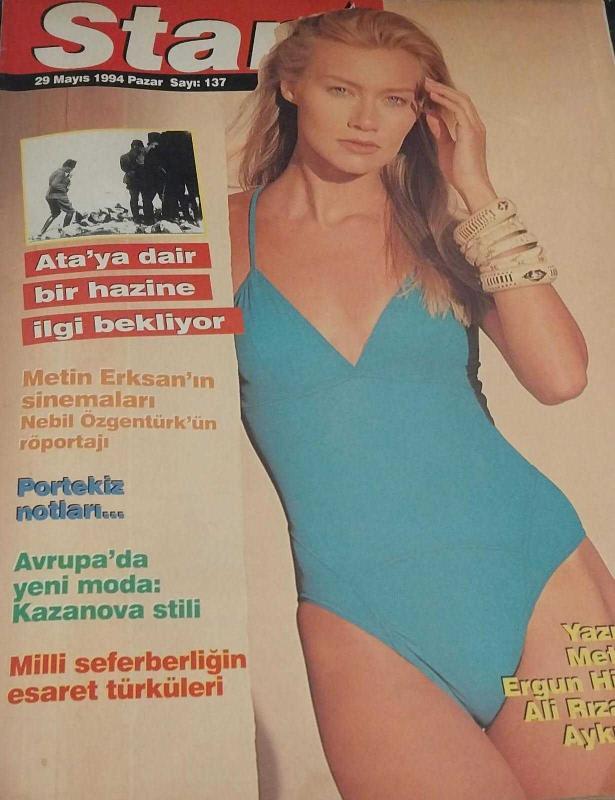 Star
29 Mayıs 1994 Pazar Sayı: 137
Ata'ya dair
bir hazine
ilgi bekliyor
Metin Erksan'ın
sinemaları
Nebil Özgentürk'ün
röportajı
Portekiz
notları...
Avrupa'da
yeni moda:
Kazanova stili
Milli seferberliğin
esaret türküleri
Ergun
Ali Rıza